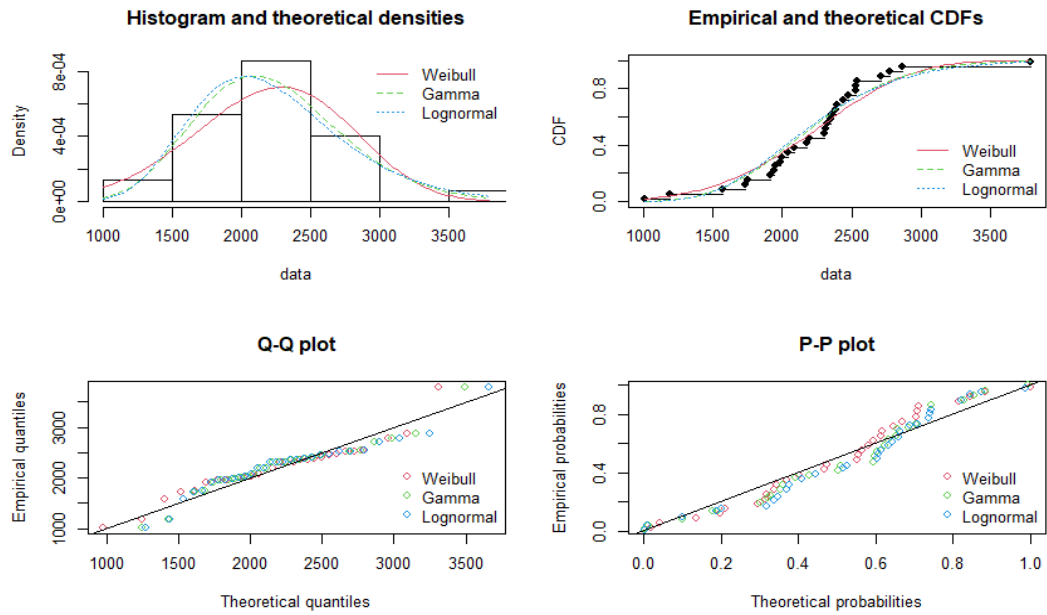 Histogram and theoretical densities
Density
0e+00 4e-04 8e-04
Weibull
Gamma
Lognormal
1000 1500 2000 2500 3000 3500
data
Empirical and theoretical CDFs
CDF
0.0 0.4 0.8
Weibull
Gamma
Lognormal
1000 1500 2000 2500 3000 3500
data
Q-Q plot
Empirical quantiles
1000 2000 3000
Weibull
Gamma
Lognormal
1000 1500 2000 2500 3000 3500
Theoretical quantiles
P-P plot
Empirical probabilities
0.0 0.4 0.8
Weibull
Gamma
Lognormal
0.0 0.2 0.4 0.6 0.8 1.0
Theoretical probabilities